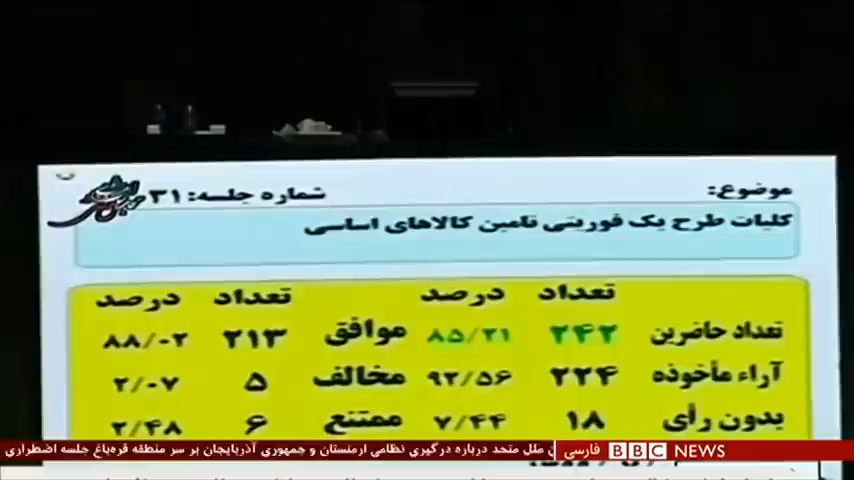 موضوع: شماره جلسه: ۳۱
کلیات طرح یک فوریتی تامین کالاهای اساسی
تعداد درصد تعداد درصد
تعداد حاضرین ۲۴۲ ۸۵/۲۱ موافق ۲۱۳ ۸۸/۰۲
آراء مأخوذه ۲۲۴ ۹۲/۵۶ مخالف ۵ ۲/۰۷
بدون رأی ۱۸ ۷/۴۴ ممتنع ۶ ۲/۴۸
BBC NEWS فارسی ملل متحد درباره درگیری نظامی ارمنستان و جمهوری آذربایجان بر سر منطقه قره‌باغ جلسه اضطراری